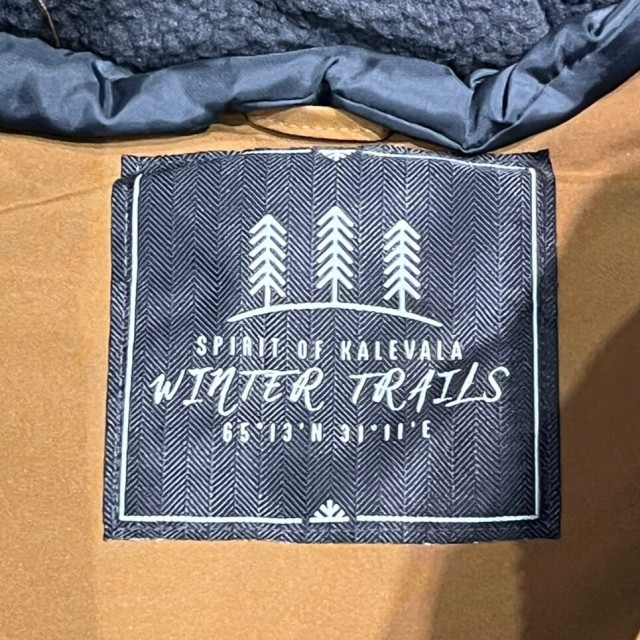 SPIRIT OF KALEVALA
WINTER TRAILS
65°13'N 31°11'E